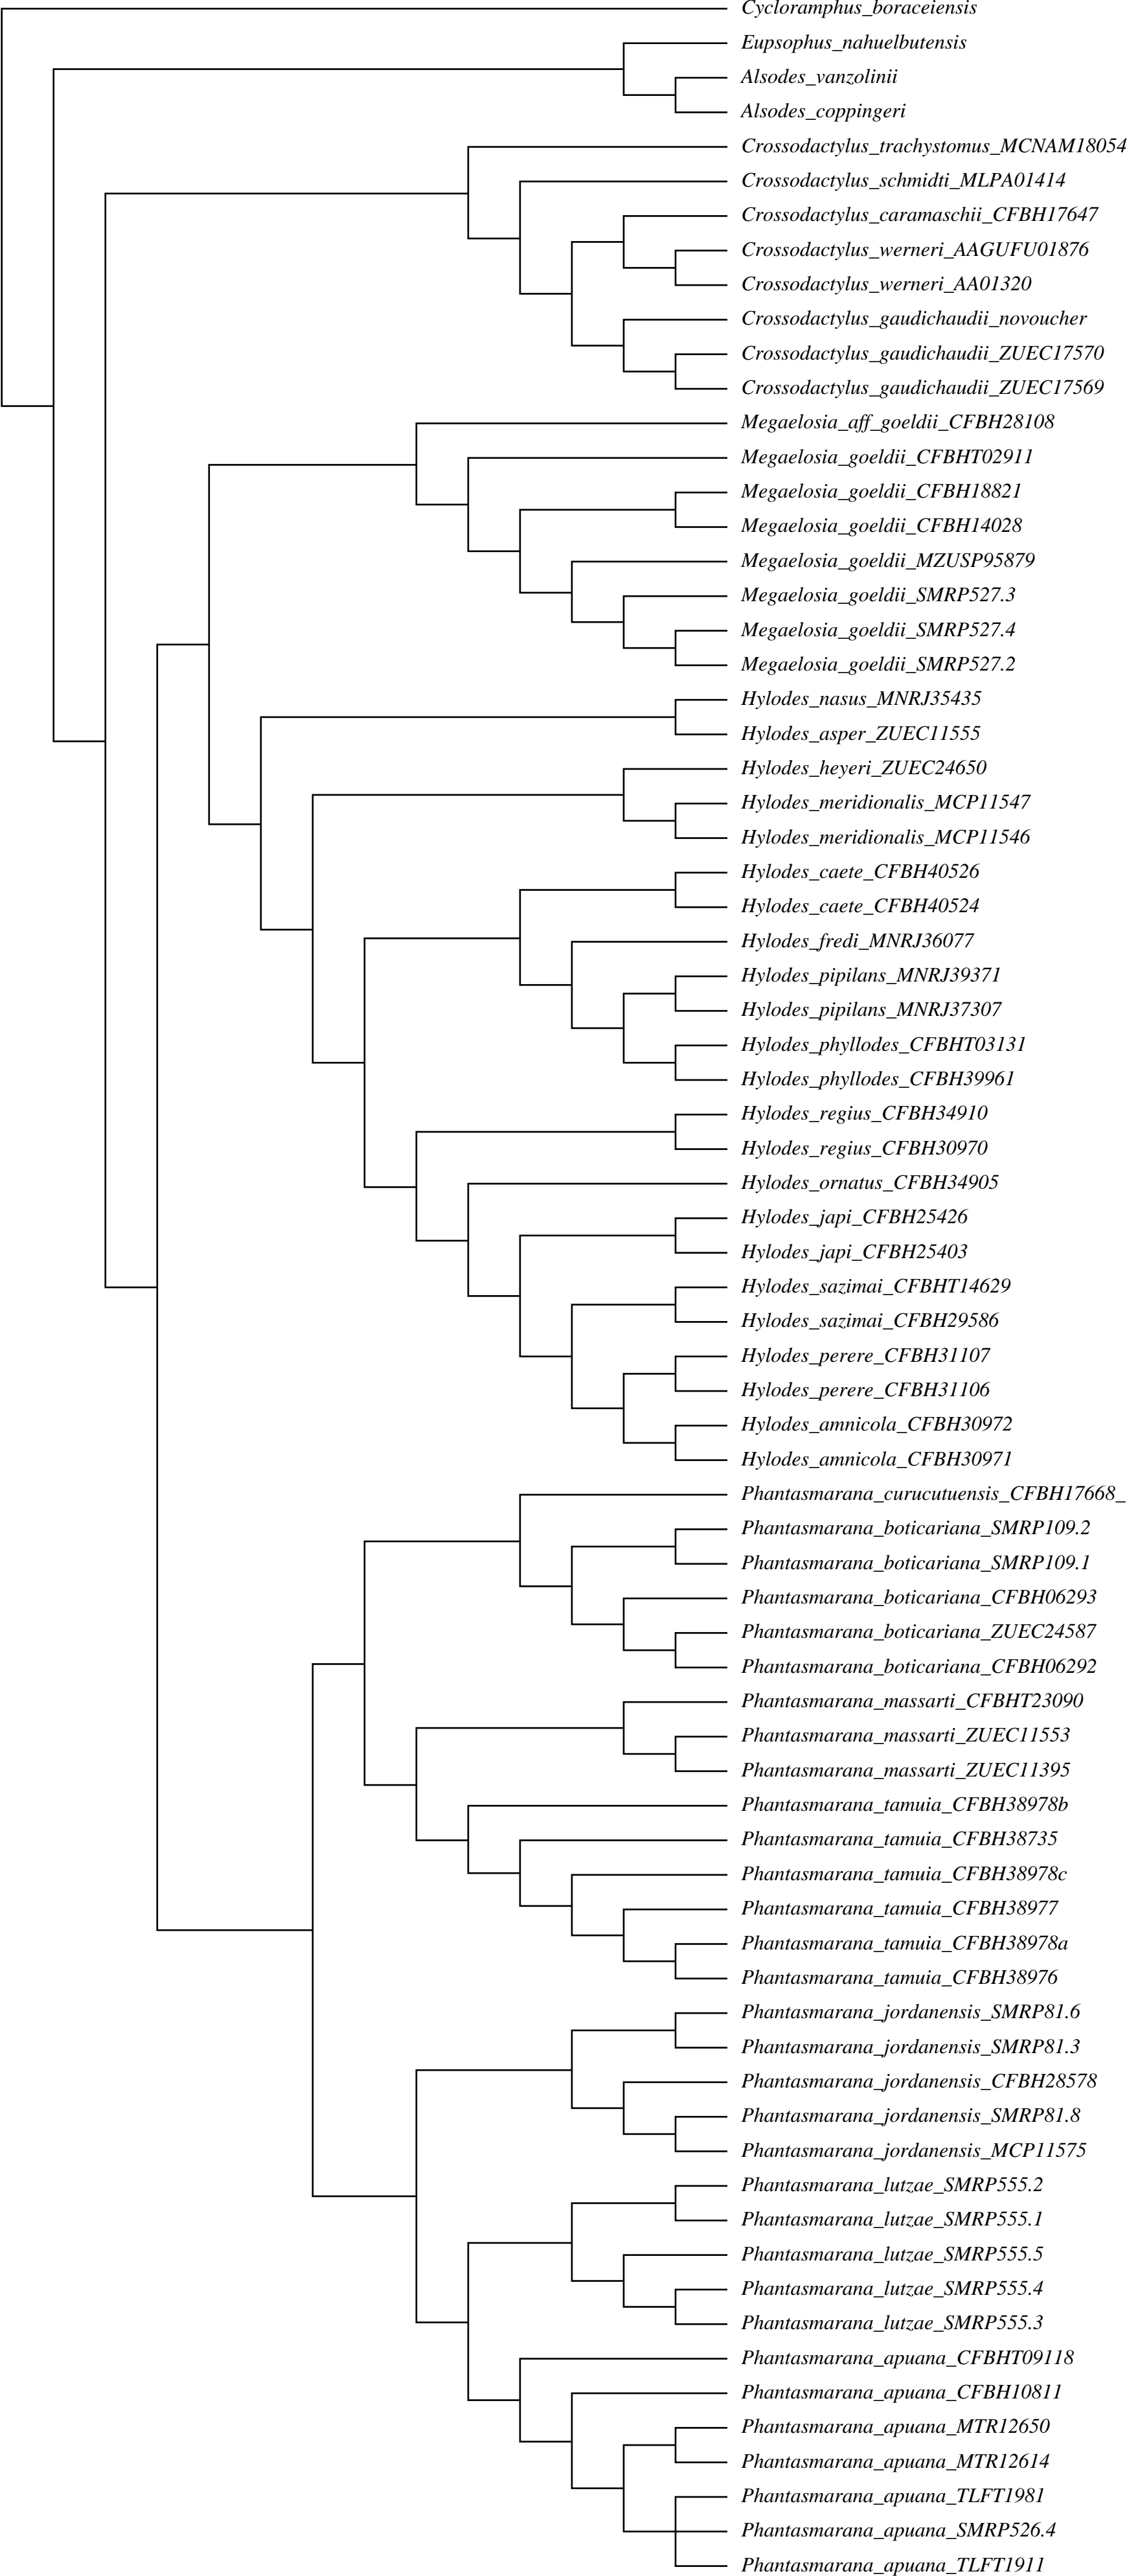 Cycloramphus_boraceiensis
Eupsophus_nahuelbutensis
Alsodes_vanzolinii
Alsodes_coppingeri
Crossodactylus_trachystomus_MCNAM18054
Crossodactylus_schmidti_MLPA01414
Crossodactylus_caramaschii_CFBH17647
Crossodactylus_werneri_AAGUFU01876
Crossodactylus_werneri_AA01320
Crossodactylus_gaudichaudii_novoucher
Crossodactylus_gaudichaudii_ZUEC17570
Crossodactylus_gaudichaudii_ZUEC17569
Megaelosia_aff_goeldii_CFBH28108
Megaelosia_goeldii_CFBHT02911
Megaelosia_goeldii_CFBH18821
Megaelosia_goeldii_CFBH14028
Megaelosia_goeldii_MZUSP95879
Megaelosia_goeldii_SMRP527.3
Megaelosia_goeldii_SMRP527.4
Megaelosia_goeldii_SMRP527.2
Hylodes_nasus_MNRJ35435
Hylodes_asper_ZUEC11555
Hylodes_heyeri_ZUEC24650
Hylodes_meridionalis_MCP11547
Hylodes_meridionalis_MCP11546
Hylodes_caete_CFBH40526
Hylodes_caete_CFBH40524
Hylodes_fredi_MNRJ36077
Hylodes_pipilans_MNRJ39371
Hylodes_pipilans_MNRJ37307
Hylodes_phyllodes_CFBHT03131
Hylodes_phyllodes_CFBH39961
Hylodes_regius_CFBH34910
Hylodes_regius_CFBH30970
Hylodes_ornatus_CFBH34905
Hylodes_japi_CFBH25426
Hylodes_japi_CFBH25403
Hylodes_sazimai_CFBHT14629
Hylodes_sazimai_CFBH29586
Hylodes_perere_CFBH31107
Hylodes_perere_CFBH31106
Hylodes_amnicola_CFBH30972
Hylodes_amnicola_CFBH30971
Phantasmarana_curucutuensis_CFBH17668_
Phantasmarana_boticariana_SMRP109.2
Phantasmarana_boticariana_SMRP109.1
Phantasmarana_boticariana_CFBH06293
Phantasmarana_boticariana_ZUEC24587
Phantasmarana_boticariana_CFBH06292
Phantasmarana_massarti_CFBHT23090
Phantasmarana_massarti_ZUEC11553
Phantasmarana_massarti_ZUEC11395
Phantasmarana_tamuia_CFBH38978b
Phantasmarana_tamuia_CFBH38735
Phantasmarana_tamuia_CFBH38978c
Phantasmarana_tamuia_CFBH38977
Phantasmarana_tamuia_CFBH38978a
Phantasmarana_tamuia_CFBH38976
Phantasmarana_jordanensis_SMRP81.6
Phantasmarana_jordanensis_SMRP81.3
Phantasmarana_jordanensis_CFBH28578
Phantasmarana_jordanensis_SMRP81.8
Phantasmarana_jordanensis_MCP11575
Phantasmarana_lutzae_SMRP555.2
Phantasmarana_lutzae_SMRP555.1
Phantasmarana_lutzae_SMRP555.5
Phantasmarana_lutzae_SMRP555.4
Phantasmarana_lutzae_SMRP555.3
Phantasmarana_apuana_CFBHT09118
Phantasmarana_apuana_CFBH10811
Phantasmarana_apuana_MTR12650
Phantasmarana_apuana_MTR12614
Phantasmarana_apuana_TLFT1981
Phantasmarana_apuana_SMRP526.4
Phantasmarana_apuana_TLFT1911